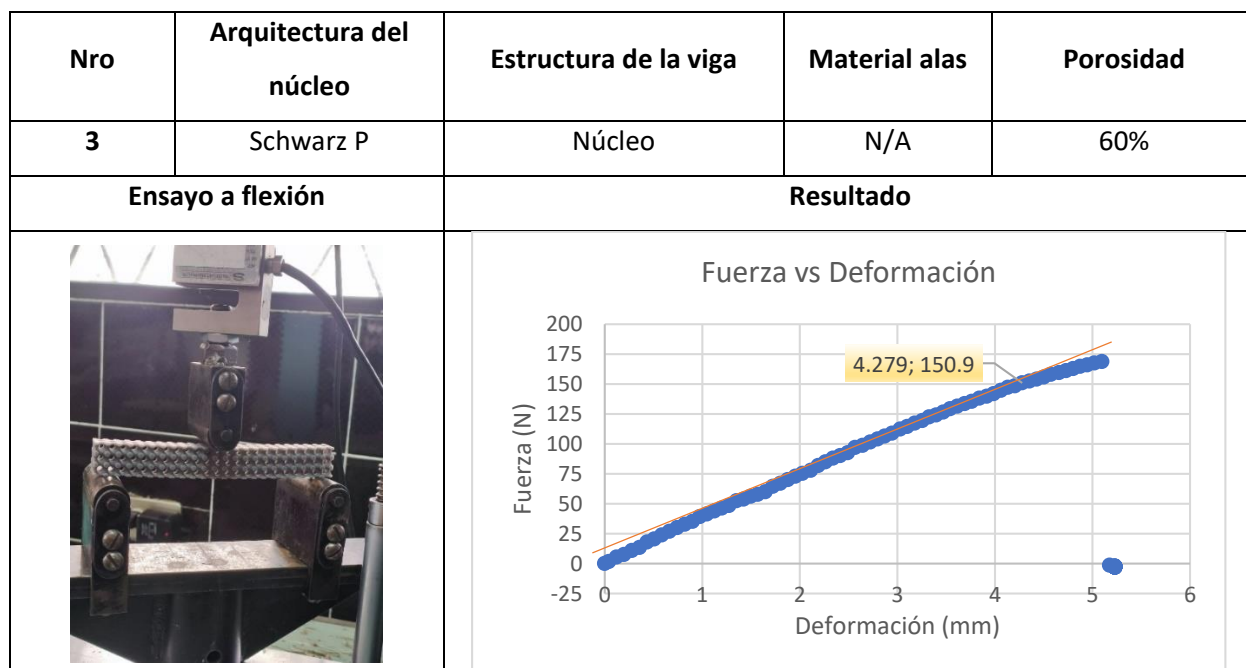 Nro
Arquitectura del
núcleo
Estructura de la viga
Material alas
Porosidad
3
Schwarz P
Núcleo
N/A
60%
Ensayo a flexión
Resultado
Fuerza vs Deformación
200
175
150
125
100
75
50
25
0
-25
4.279; 150.9
Fuerza (N)
0
1
2
3
4
5
6
Deformación (mm)